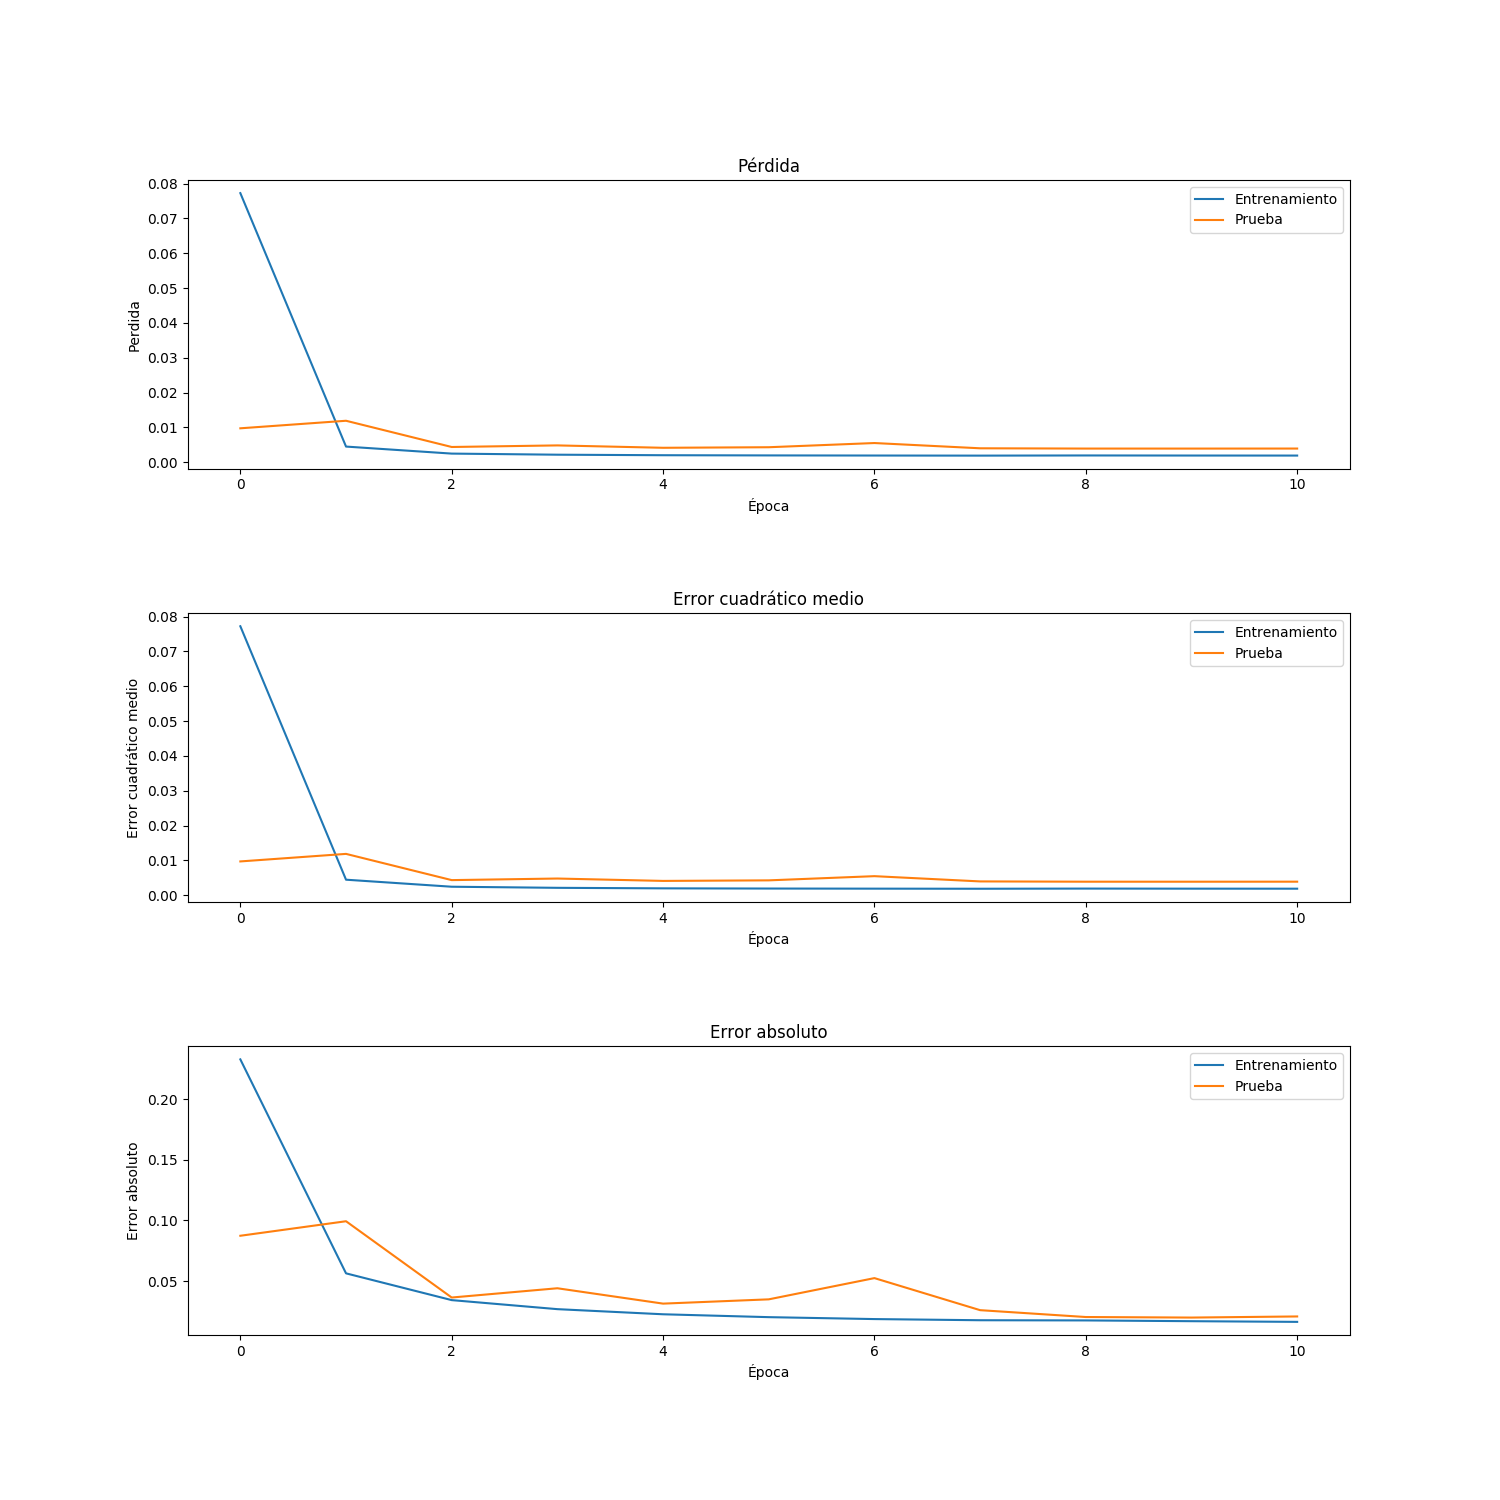 Pérdida
0.08
0.07
0.06
0.05
0.04
0.03
0.02
0.01
0.00
Perdida
Entrenamiento
Prueba
0 2 4 6 8 10
Época
Error cuadrático medio
0.08
0.07
0.06
0.05
0.04
0.03
0.02
0.01
0.00
Error cuadrático medio
Entrenamiento
Prueba
0 2 4 6 8 10
Época
Error absoluto
0.20
0.15
0.10
0.05
Error absoluto
Entrenamiento
Prueba
0 2 4 6 8 10
Época